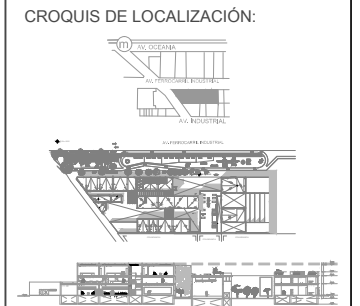 CROQUIS DE LOCALIZACIÓN:
m
AV. OCEANIA
AV. FERROCARRIL INDUSTRIAL
AV. INDUSTRIAL
AV. FERROCARRIL INDUSTRIAL